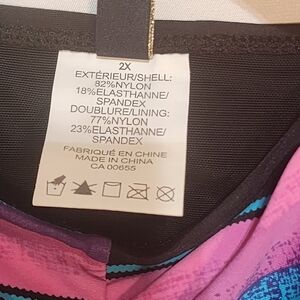 2X
EXTÉRIEUR/SHELL:
82%NYLON
18%ELASTHANNE/
SPANDEX
DOUBLURE/LINING:
77%NYLON
23%ELASTHANNE/
SPANDEX
FABRIQUÉ EN CHINE
MADE IN CHINA
CA 00655